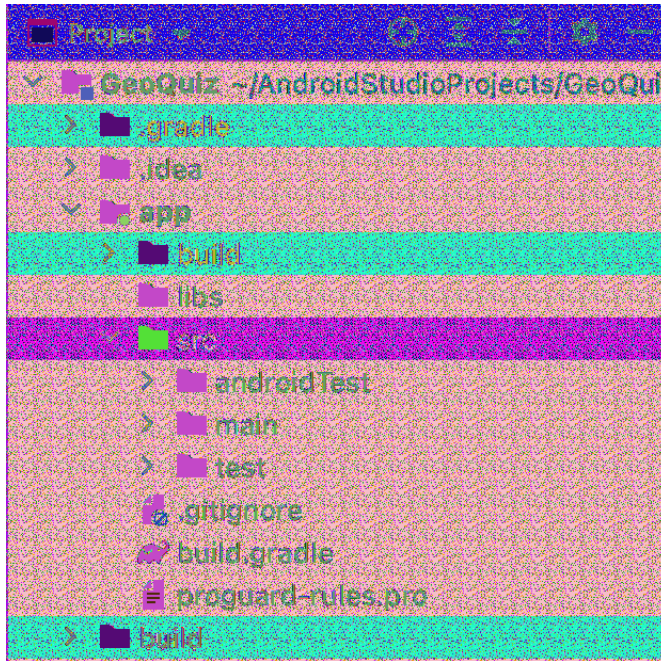 Project
GeoQuiz ~/AndroidStudioProjects/GeoQui
.gradle
.idea
app
build
libs
src
androidTest
main
test
.gitignore
build.gradle
proguard-rules.pro
build